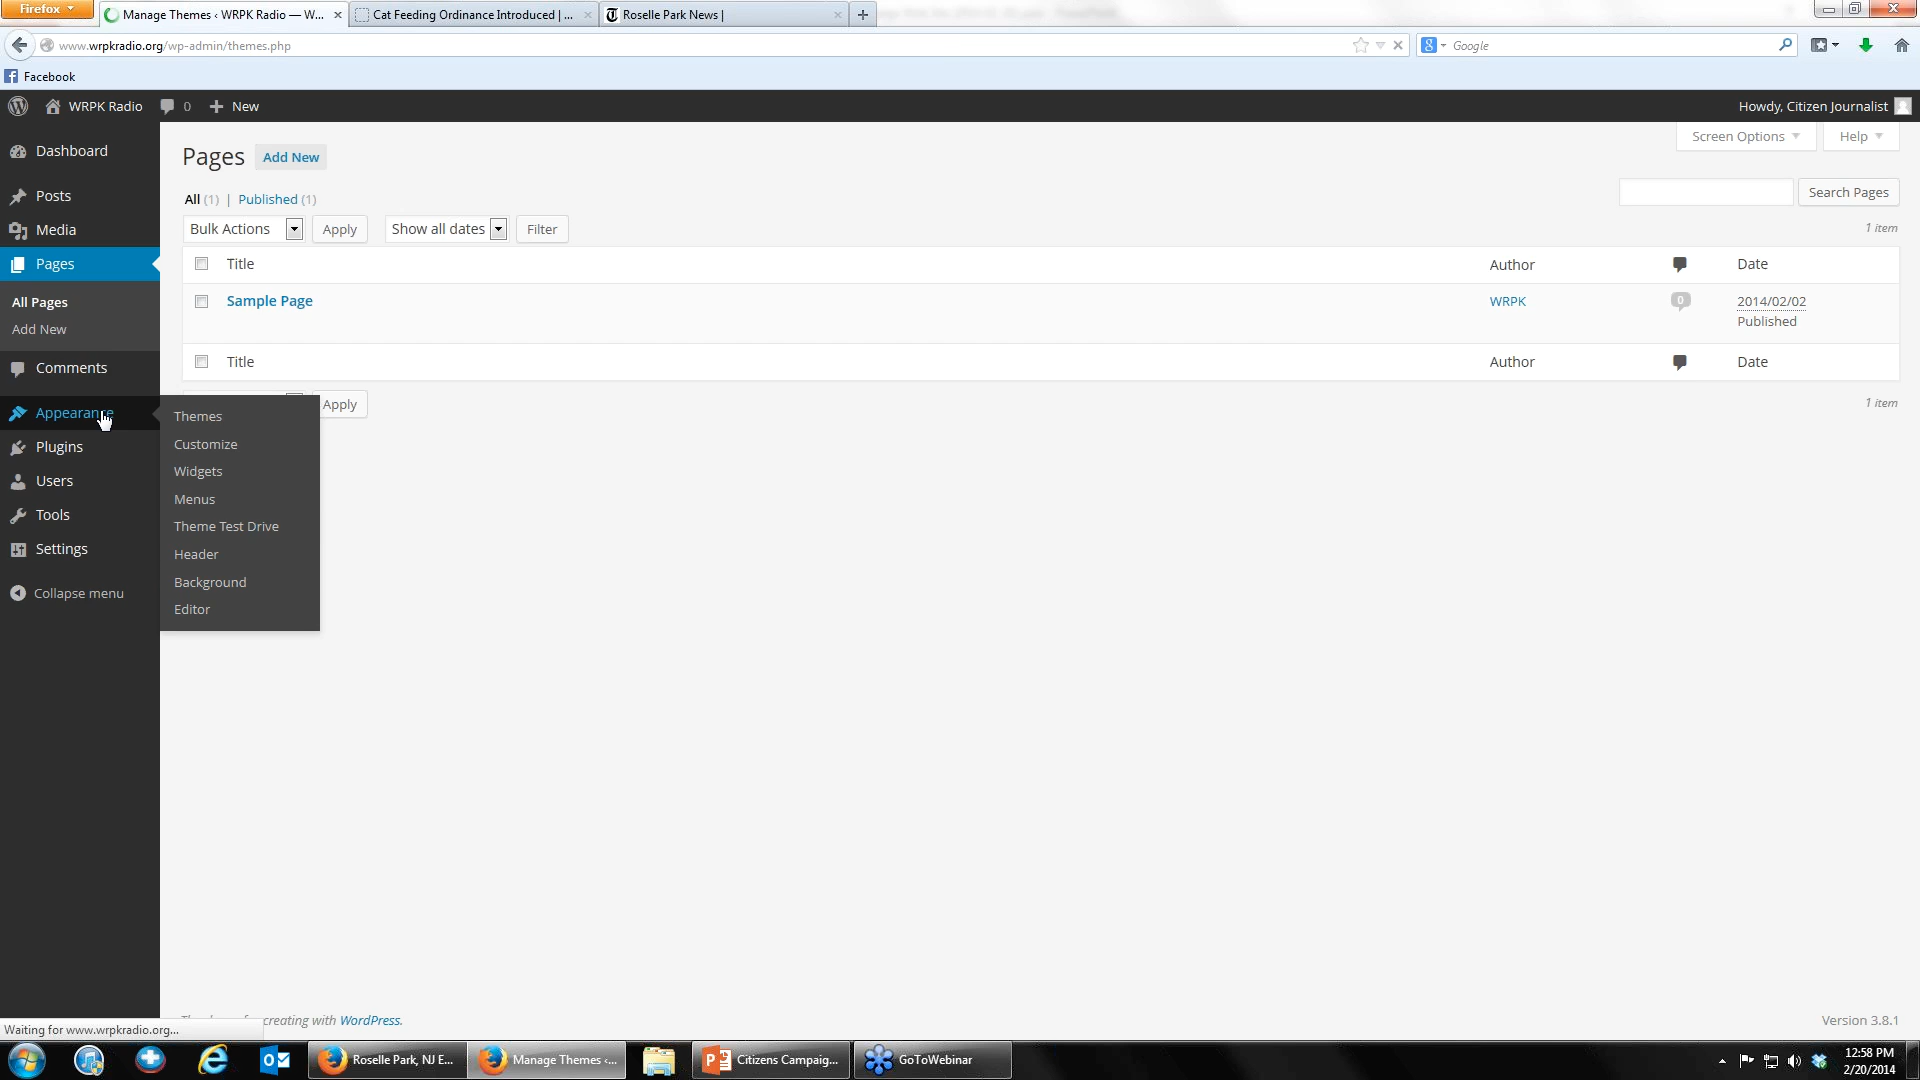 Firefox
Manage Themes ‹ WRPK Radio — W...
Cat Feeding Ordinance Introduced | ...
Roselle Park News |
www.wrpkradio.org/wp-admin/themes.php
Google
Facebook
WRPK Radio
0
New
Howdy, Citizen Journalist
Dashboard
Posts
Media
Pages
All Pages
Add New
Comments
Appearance
Plugins
Users
Tools
Settings
Collapse menu
Themes
Customize
Widgets
Menus
Theme Test Drive
Header
Background
Editor
Screen Options
Help
Pages
Add New
All (1) | Published (1)
Search Pages
Bulk Actions
Apply
Show all dates
Filter
1 item
Title
Author
Date
Sample Page
WRPK
0
2014/02/02
Published
Title
Author
Date
Apply
1 item
creating with WordPress.
Version 3.8.1
Waiting for www.wrpkradio.org...
Roselle Park, NJ E...
Manage Themes ‹...
Citizens Campaig...
GoToWebinar
12:58 PM
2/20/2014